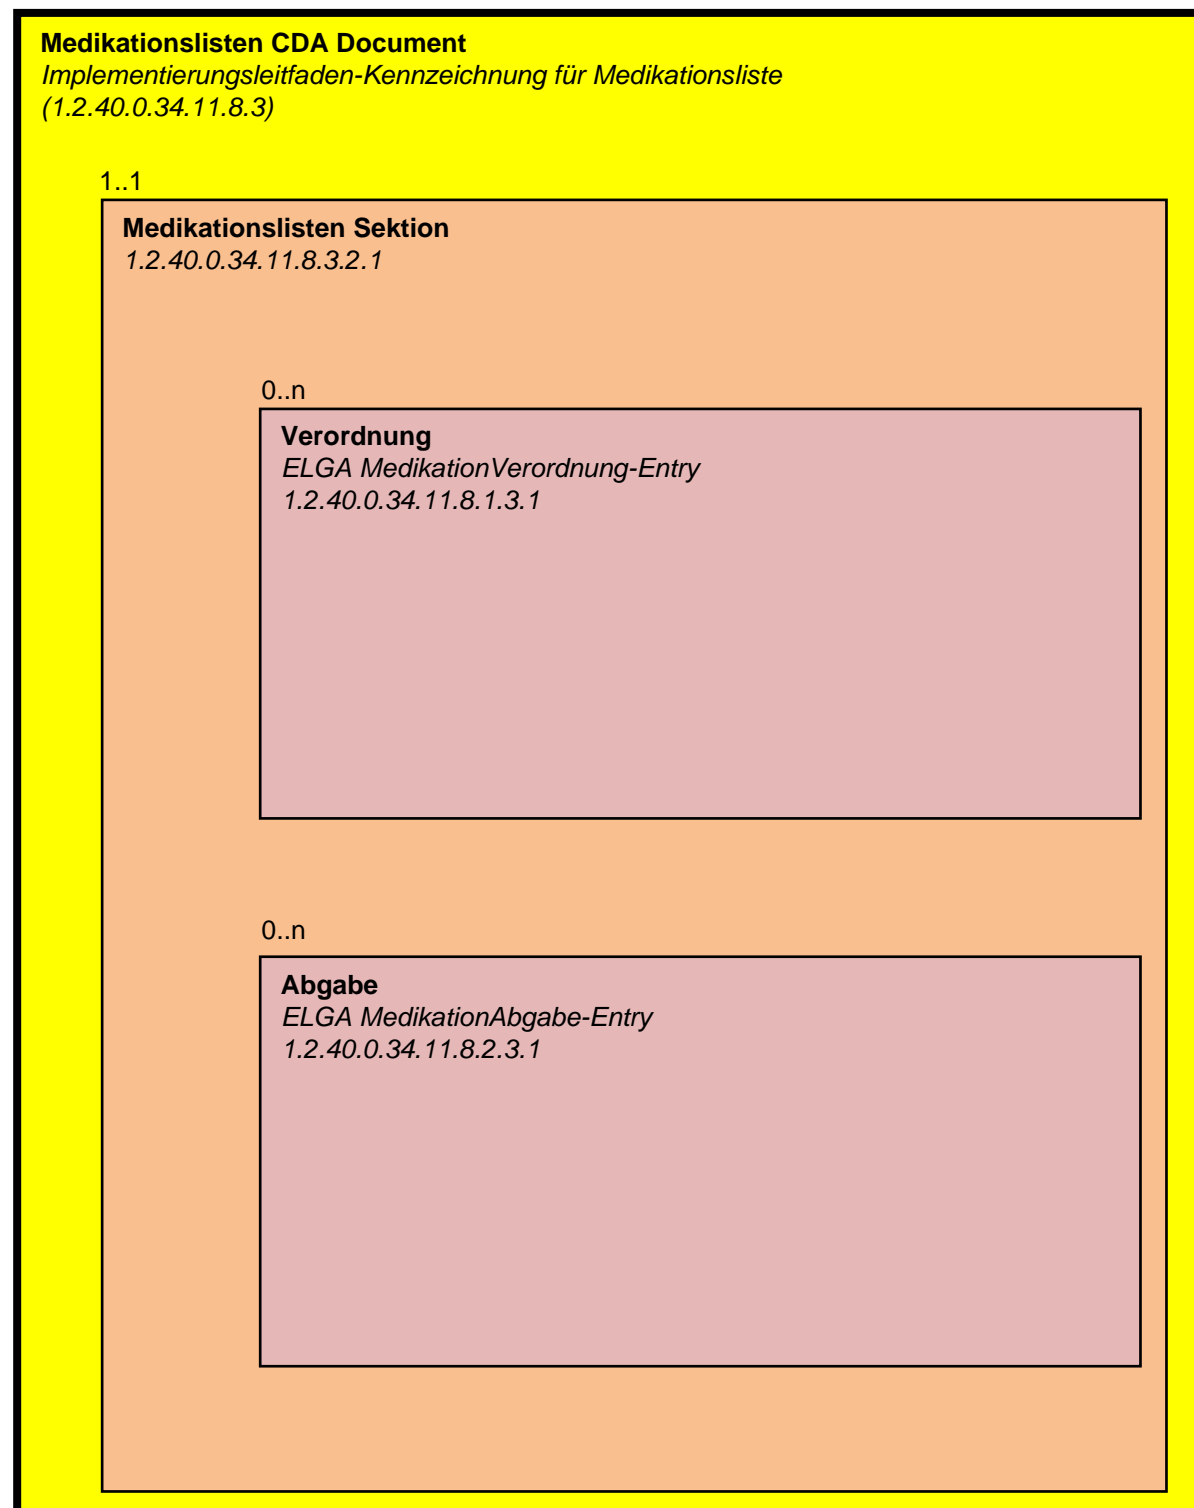 Medikationslisten CDA Document
Implementierungsleitfaden-Kennzeichnung für Medikationsliste
(1.2.40.0.34.11.8.3)
1..1
Medikationslisten Sektion
1.2.40.0.34.11.8.3.2.1
0..n
Verordnung
ELGA MedikationVerordnung-Entry
1.2.40.0.34.11.8.1.3.1
0..n
Abgabe
ELGA MedikationAbgabe-Entry
1.2.40.0.34.11.8.2.3.1